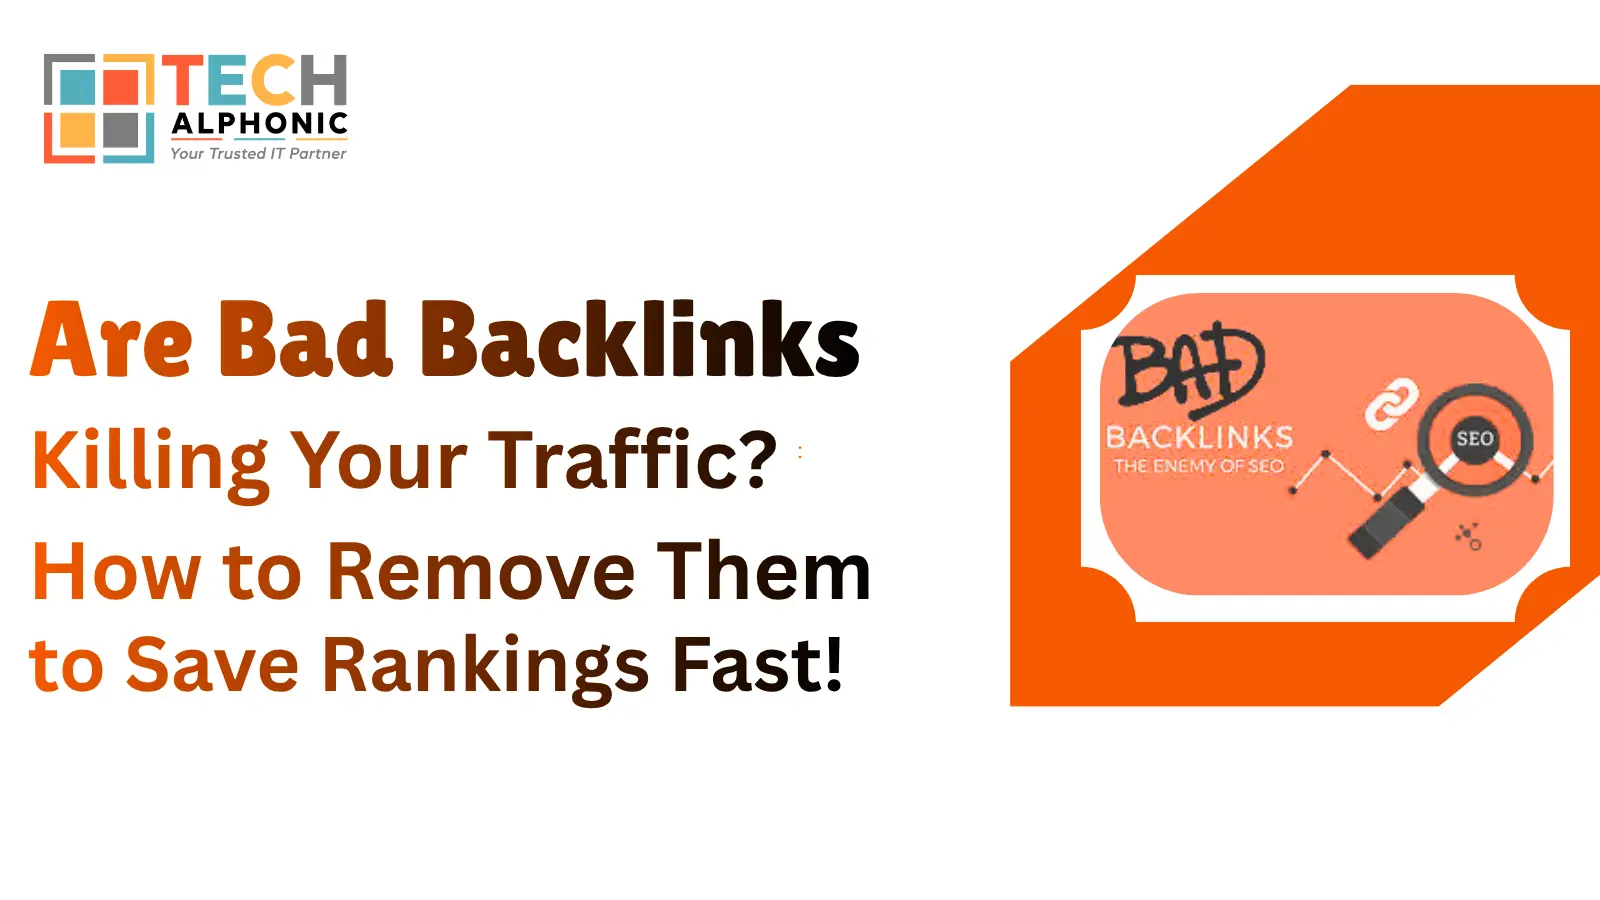 TECH
ALPHONIC
Your Trusted IT Partner
Are Bad Backlinks
Killing Your Traffic? :
How to Remove Them
to Save Rankings Fast!
BAD
BACKLINKS
THE ENEMY OF SEO
SEO